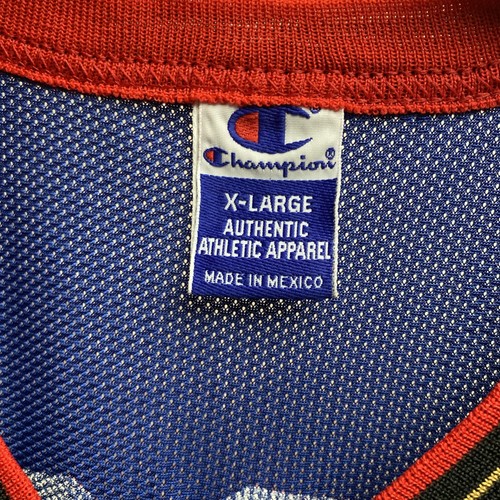 Champion®
X-LARGE
AUTHENTIC
ATHLETIC APPAREL
MADE IN MEXICO